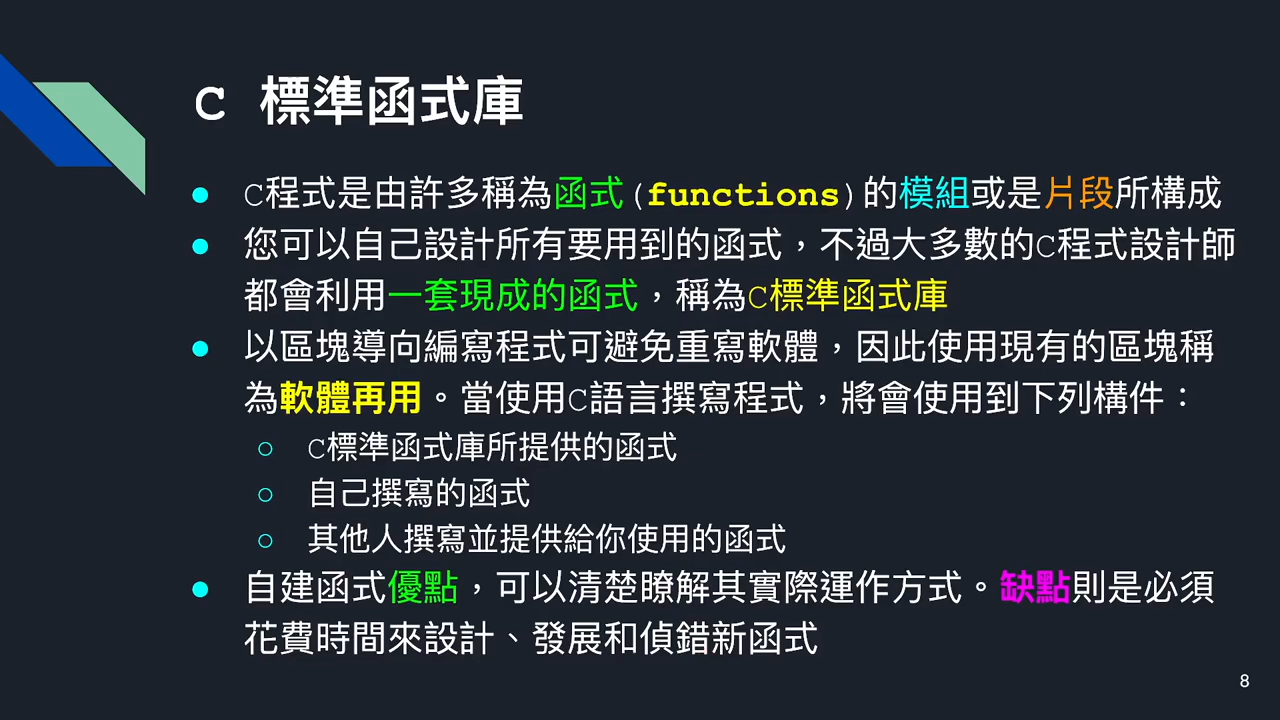 C 標準函式庫
● C程式是由許多稱為函式(functions)的模組或是片段所構成
● 您可以自己設計所有要用到的函式，不過大多數的C程式設計師
都會利用一套現成的函式，稱為C標準函式庫
● 以區塊導向編寫程式可避免重寫軟體，因此使用現有的區塊稱
為軟體再用。當使用C語言撰寫程式，將會使用到下列構件：
○ C標準函式庫所提供的函式
○ 自己撰寫的函式
○ 其他人撰寫並提供給你使用的函式
● 自建函式優點，可以清楚瞭解其實際運作方式。缺點則是必須
花費時間來設計、發展和偵錯新函式
8